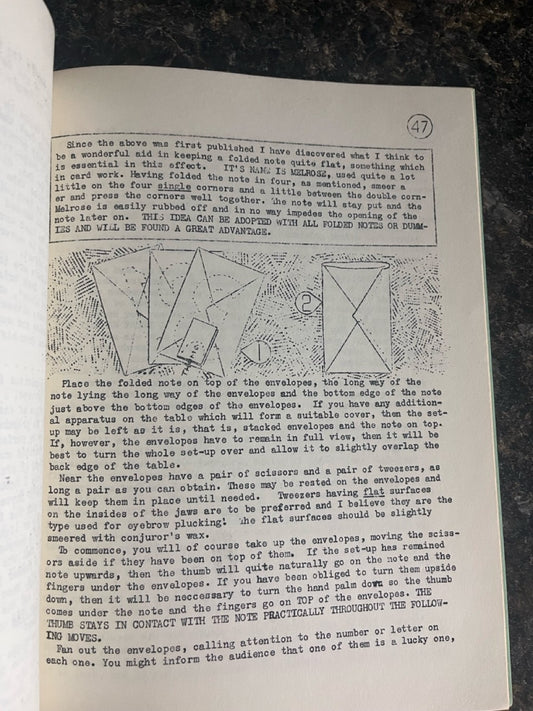 47
Since the above was first published I have discovered what I think to
be a wonderful aid in keeping a folded note quite flat, something which
is essential in this effect. IT'S NAME IS MELROSE, used quite a lot
in card work. Having folded the note in four, as mentioned, smear a
little on the four single corners and a little between the double corn-
er and press the corners well together. The note will stay put and the
Melrose is easily rubbed off and in no way impedes the opening of the
note later on. THIS IDEA CAN BE ADOPTED WITH ALL FOLDED NOTES OR DUMM-
IES AND WILL BE FOUND A GREAT ADVANTAGE.
1
2
Place the folded note on top of the envelopes, the long way of the
note lying the long way of the envelopes and the bottom edge of the note
just above the bottom edges of the envelopes. If you have any addition-
al apparatus on the table which will form a suitable cover, then the set-
up may be left as it is, that is, stacked envelopes and the note on top.
If, however, the envelopes have to remain in full view, then it will be
best to turn the whole set-up over and allow it to slightly overlap the
back edge of the table.
Near the envelopes have a pair of scissors and a pair of tweezers, as
long a pair as you can obtain. These may be rested on the envelopes and
will keep them in place until needed. Tweezers having flat surfaces
on the insides of the jaws are to be preferred and I believe they are the
type used for eyebrow plucking! The flat surfaces should be slightly
smeered with conjuror's wax.
To commence, you will of course take up the envelopes, moving the sciss-
ors aside if they have been on top of them. If the set-up has remained
note upwards, then the thumb will quite naturally go on the note and the
fingers under the envelopes. If you have been obliged to turn them upside
down, then it will be neccessary to turn the hand palm down so the thumb
comes under the note and the fingers go on TOP of the envelopes. THE
THUMB STAYS IN CONTACT WITH THE NOTE PRACTICALLY THROUGHOUT THE FOLLOW-
ING MOVES.
Fan out the envelopes, calling attention to the number or letter on
each one. You might inform the audience that one of them is a lucky one,